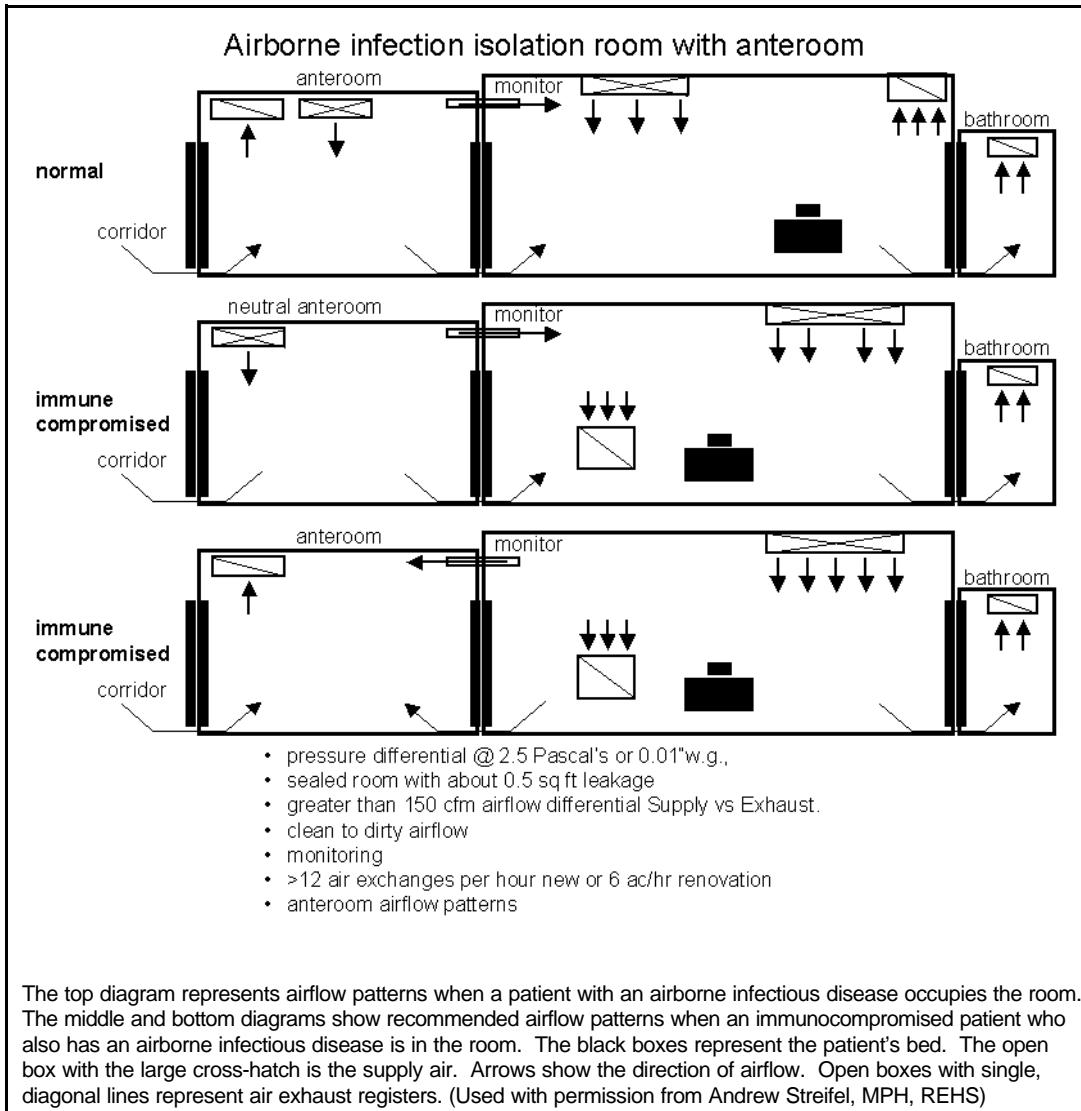 Airborne infection isolation room with anteroom
anteroom
monitor
bathroom
normal
corridor
neutral anteroom
monitor
bathroom
immune
compromised
corridor
anteroom
monitor
bathroom
immune
compromised
corridor
• pressure differential @ 2.5 Pascal's or 0.01"w.g.,
• sealed room with about 0.5 sq ft leakage
• greater than 150 cfm airflow differential Supply vs Exhaust.
• clean to dirty airflow
• monitoring
• >12 air exchanges per hour new or 6 ac/hr renovation
• anteroom airflow patterns
The top diagram represents airflow patterns when a patient with an airborne infectious disease occupies the room.
The middle and bottom diagrams show recommended airflow patterns when an immunocompromised patient who
also has an airborne infectious disease is in the room. The black boxes represent the patient's bed. The open
box with the large cross-hatch is the supply air. Arrows show the direction of airflow. Open boxes with single,
diagonal lines represent air exhaust registers. (Used with permission from Andrew Streifel, MPH, REHS)